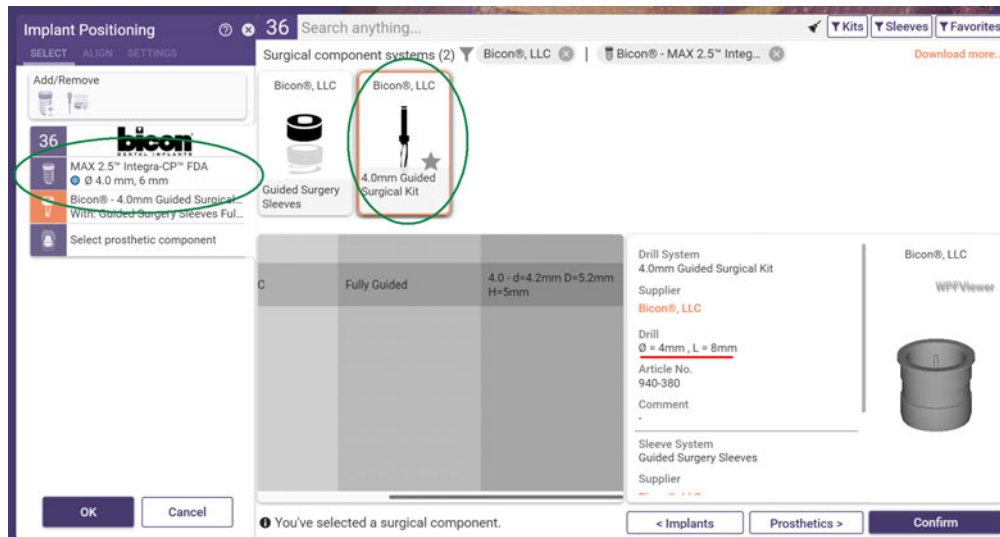 Implant Positioning
SELECT ALIGN SETTINGS
Add/Remove
36
bicon
DENTAL IMPLANTS
MAX 2.5™ Integra-CP™ FDA
Ø 4.0 mm, 6 mm
Bicon® - 4.0mm Guided Surgical...
With: Guided Surgery Sleeves Ful...
Select prosthetic component
OK
Cancel
36
Search anything...
Kits
Sleeves
Favorites
Surgical component systems (2)
Bicon®, LLC
|
Bicon® - MAX 2.5™ Integ...
Download more..
Bicon®, LLC
Guided Surgery
Sleeves
Bicon®, LLC
4.0mm Guided
Surgical Kit
C
Fully Guided
4.0 - d=4.2mm D=5.2mm
H=5mm
Drill System
4.0mm Guided Surgical Kit
Supplier
Bicon®, LLC
Drill
Ø = 4mm , L = 8mm
Article No.
940-380
Comment
-
Sleeve System
Guided Surgery Sleeves
Supplier
Bicon®, LLC
WPFViewer
You've selected a surgical component.
< Implants
Prosthetics >
Confirm